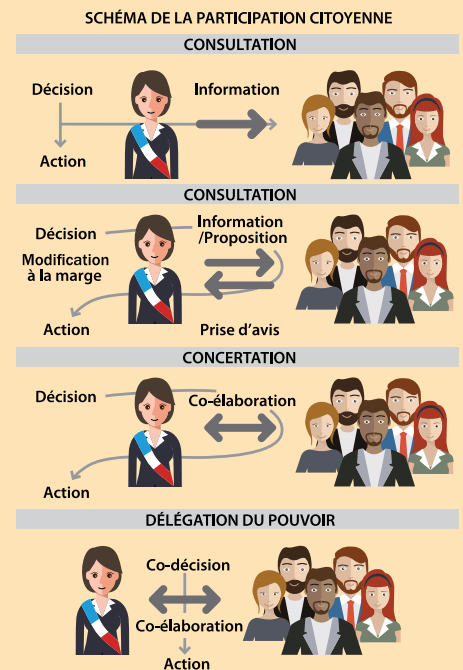 SCHÉMA DE LA PARTICIPATION CITOYENNE
CONSULTATION
Décision
Information
Action
CONSULTATION
Décision
Information
/Proposition
Modification
à la marge
Action
Prise d'avis
CONCERTATION
Décision
Co-élaboration
Action
DÉLÉGATION DU POUVOIR
Co-décision
Co-élaboration
Action